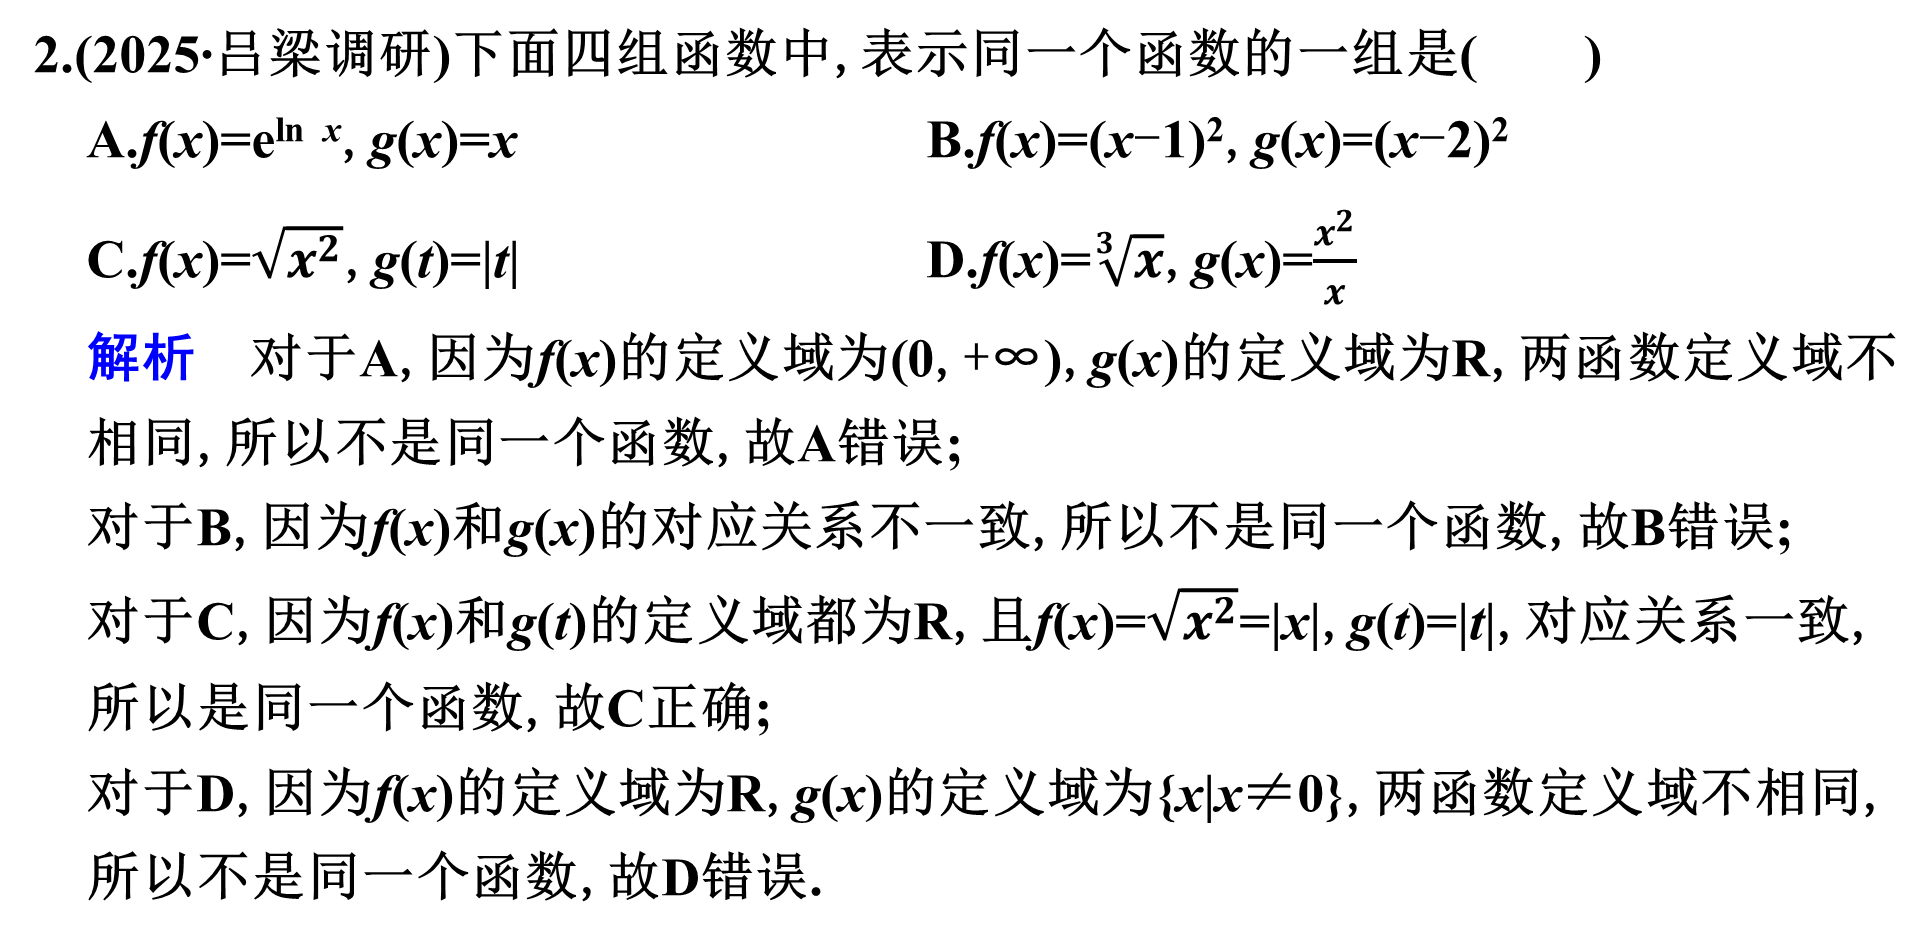 2.(2025·吕梁调研)下面四组函数中,表示同一个函数的一组是(　　)
A.f(x)=e^{ln x}, g(x)=x　　B.f(x)=(x−1)², g(x)=(x−2)²
C.f(x)=√(x²), g(t)=|t|　　D.f(x)=∛x, g(x)=x²/x
解析　对于A,因为f(x)的定义域为(0,+∞),g(x)的定义域为R,两函数定义域不
相同,所以不是同一个函数,故A错误;
对于B,因为f(x)和g(x)的对应关系不一致,所以不是同一个函数,故B错误;
对于C,因为f(x)和g(t)的定义域都为R,且f(x)=√(x²)=|x|,g(t)=|t|,对应关系一致,
所以是同一个函数,故C正确;
对于D,因为f(x)的定义域为R,g(x)的定义域为{x|x≠0},两函数定义域不相同,
所以不是同一个函数,故D错误.